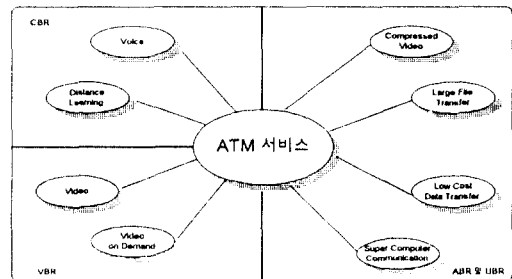 CBR
Voice
Distance
Learning
Compressed
Video
Large File
Transfer
ATM 서비스
Video
Video
on Demand
Low Cost
Data Transfer
Super Computer
Communication
VBR
ABR 및 UBR